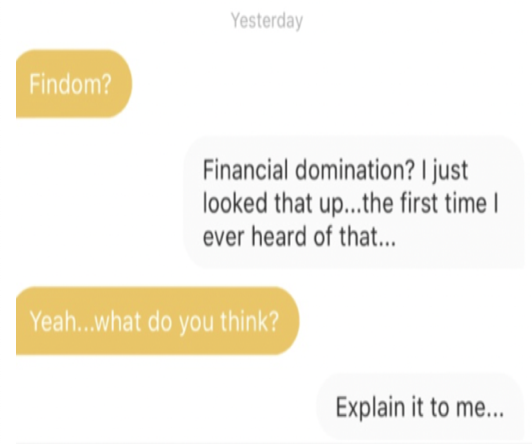 Yesterday
Findom?
Financial domination? I just
looked that up...the first time I
ever heard of that...
Yeah...what do you think?
Explain it to me...